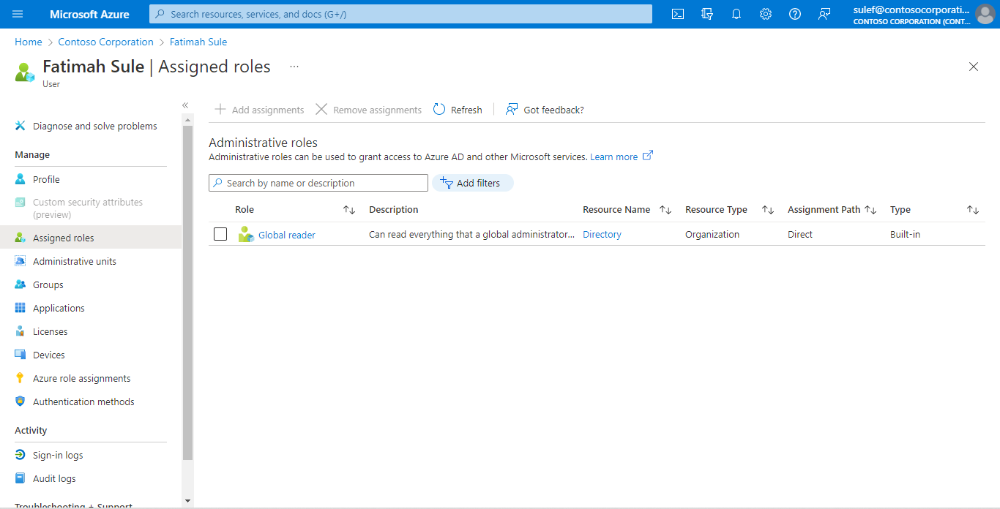 Microsoft Azure
Search resources, services, and docs (G+/)
sulef@contosocorporati...
CONTOSO CORPORATION (CONT...
Home > Contoso Corporation > Fatimah Sule
Fatimah Sule | Assigned roles ...
User
Diagnose and solve problems
Manage
Profile
Custom security attributes
(preview)
Assigned roles
Administrative units
Groups
Applications
Licenses
Devices
Azure role assignments
Authentication methods
Activity
Sign-in logs
Audit logs
Troubleshooting + Support
Add assignments Remove assignments Refresh Got feedback?
Administrative roles
Administrative roles can be used to grant access to Azure AD and other Microsoft services. Learn more
Search by name or description Add filters
Role Description Resource Name Resource Type Assignment Path Type
Global reader Can read everything that a global administrator... Directory Organization Direct Built-in